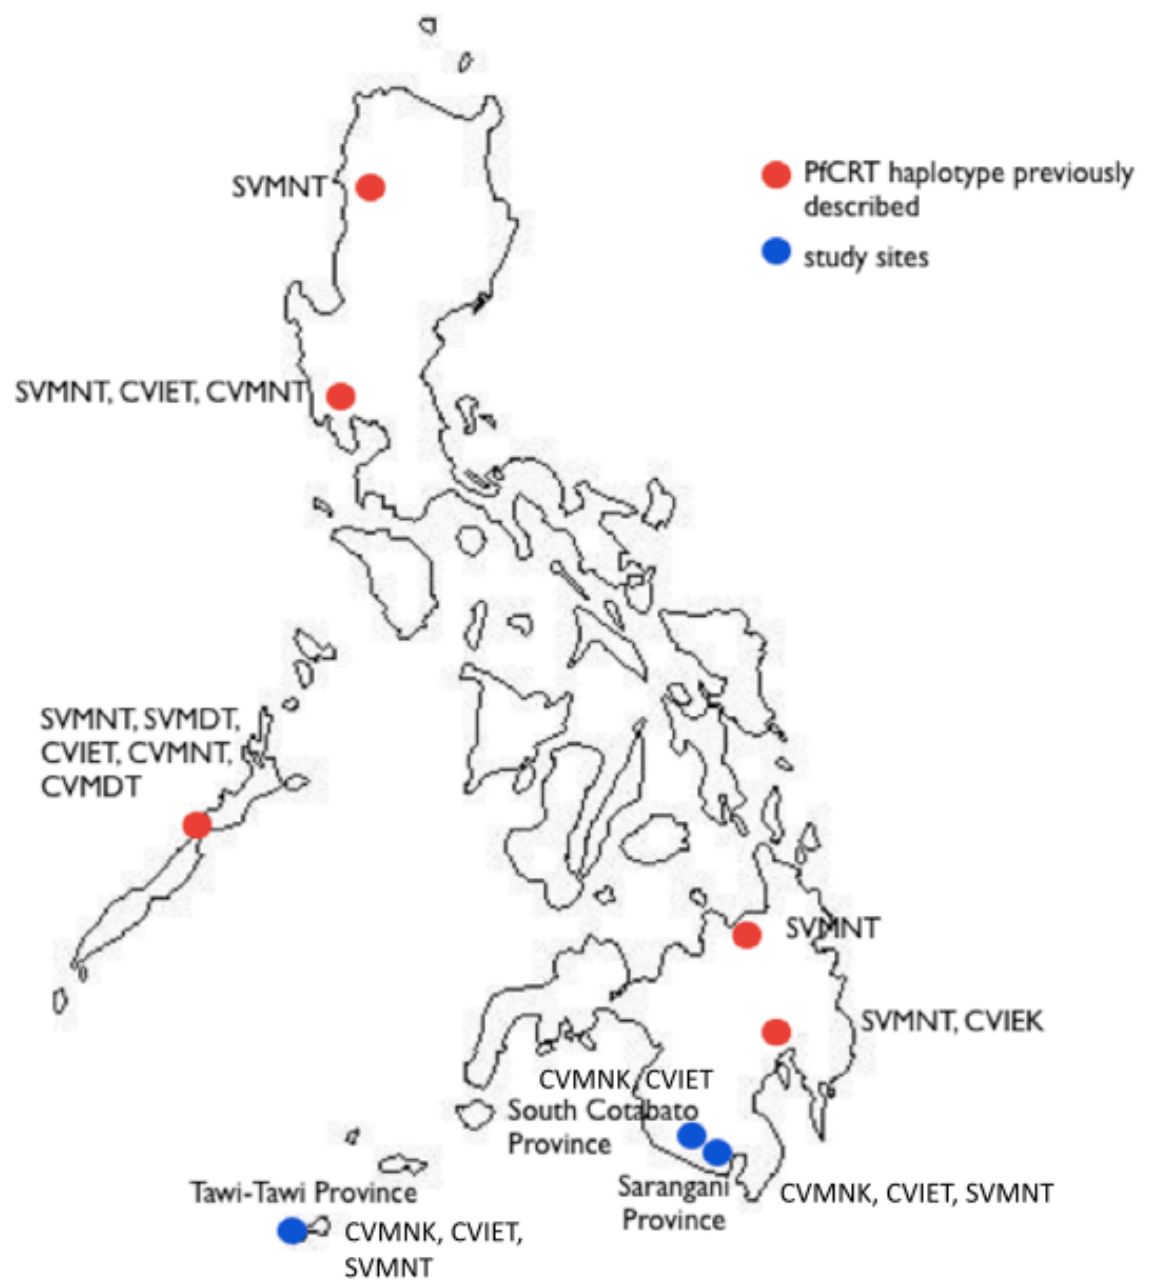 SVMNT
PfCRT haplotype previously
described
study sites
SVMNT, CVIET, CVMNT
SVMNT, SVMDT,
CVIET, CVMNT,
CVMDT
SVMNT
SVMNT, CVIEK
CVMNK, CVIET
South Cotabato
Province
Sarangani
Province
CVMNK, CVIET, SVMNT
Tawi-Tawi Province
CVMNK, CVIET,
SVMNT